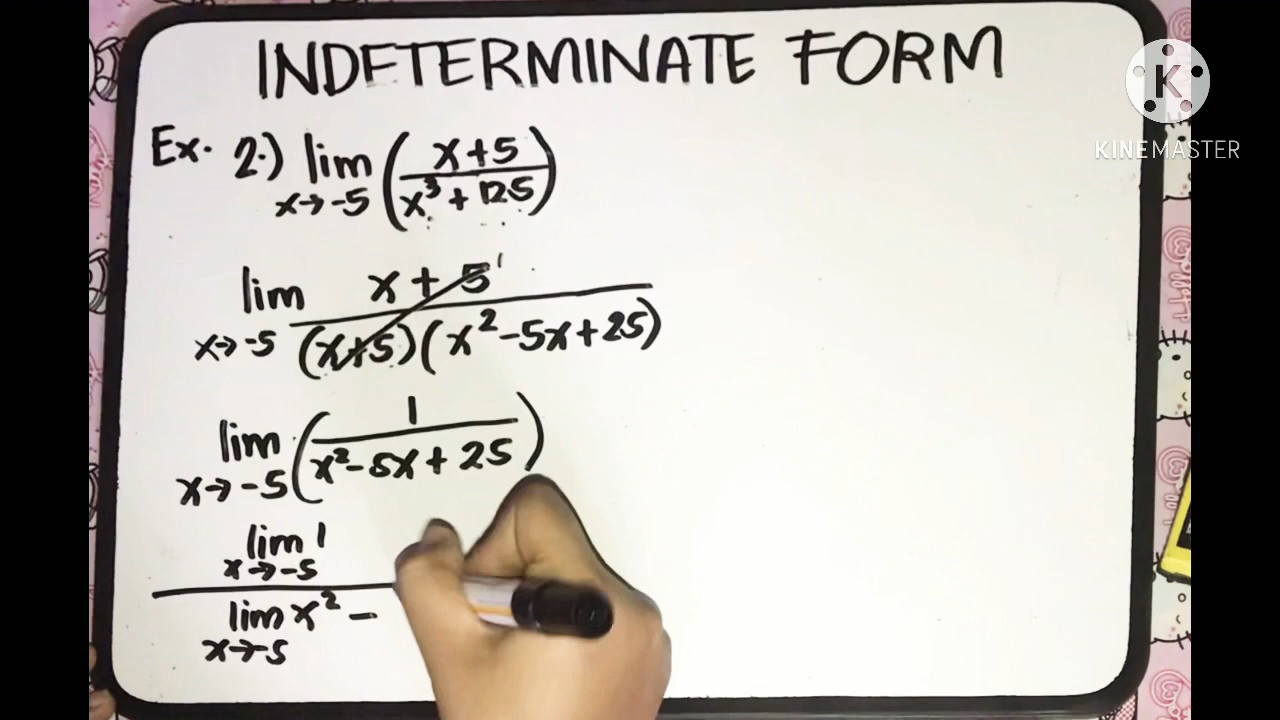 INDETERMINATE FORM
K
KINEMASTER
Ex. 2.) lim x→-5 (x+5 / x³ + 125)
lim x→-5 x + 5 1 / (x+5)(x² -5x+25)
lim x→-5 (1 / x² - 5x + 25)
lim x→-5 1
lim x→-5 x² -